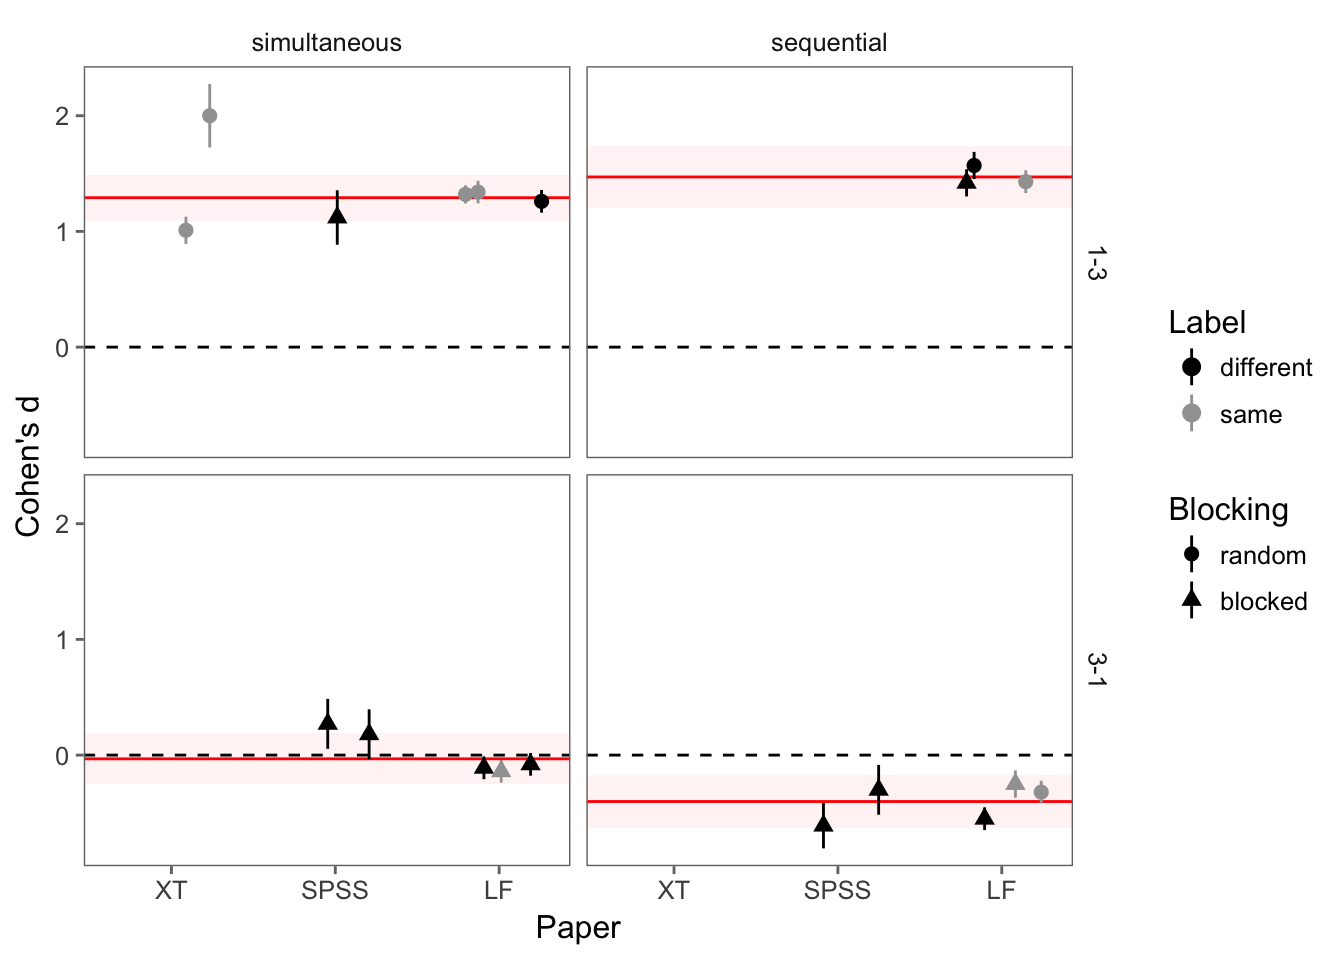 simultaneous
sequential
2
1
0
1-3
Cohen's d
2
1
0
3-1
XT
SPSS
LF
XT
SPSS
LF
Paper
Label
different
same
Blocking
random
blocked